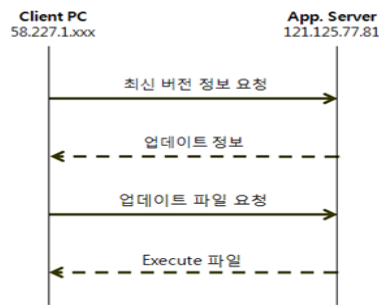 Client PC
58.227.1.xxx
App. Server
121.125.77.81
최신 버전 정보 요청
업데이트 정보
업데이트 파일 요청
Execute 파일